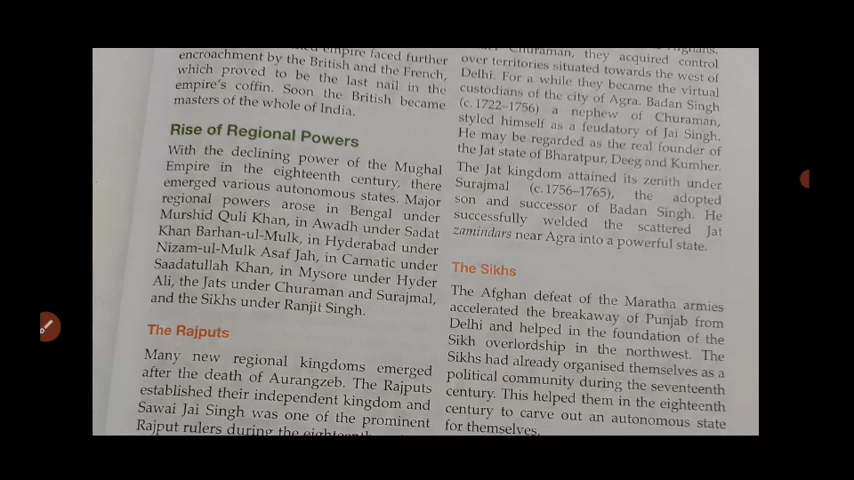 empire faced further
encroachment by the British and the French,
which proved to be the last nail in the
empire's coffin. Soon the British became
masters of the whole of India.
Rise of Regional Powers
With the declining power of the Mughal
Empire in the eighteenth century, there
emerged various autonomous states. Major
regional powers arose in Bengal under
Murshid Quli Khan, in Awadh under Sadat
Khan Barhan-ul-Mulk, in Hyderabad under
Nizam-ul-Mulk Asaf Jah, in Carnatic under
Saadatullah Khan, in Mysore under Hyder
Ali, the Jats under Churaman and Surajmal,
and the Sikhs under Ranjit Singh.
The Rajputs
Many new regional kingdoms emerged
after the death of Aurangzeb. The Rajputs
established their independent kingdom and
Sawai Jai Singh was one of the prominent
Rajput rulers during the
Churaman, they acquired control
over territories situated towards the west of
Delhi. For a while they became the virtual
custodians of the city of Agra. Badan Singh
(c. 1722–1756) a nephew of Churaman,
styled himself as a feudatory of Jai Singh.
He may be regarded as the real founder of
the Jat state of Bharatpur, Deeg and Kumher.
The Jat kingdom attained its zenith under
Surajmal (c. 1756–1765), the adopted
son and successor of Badan Singh. He
successfully welded the scattered Jat
zamindars near Agra into a powerful state.
The Sikhs
The Afghan defeat of the Maratha armies
accelerated the breakaway of Punjab from
Delhi and helped in the foundation of the
Sikh overlordship in the northwest. The
Sikhs had already organised themselves as a
political community during the seventeenth
century. This helped them in the eighteenth
century to carve out an autonomous state
for themselves.